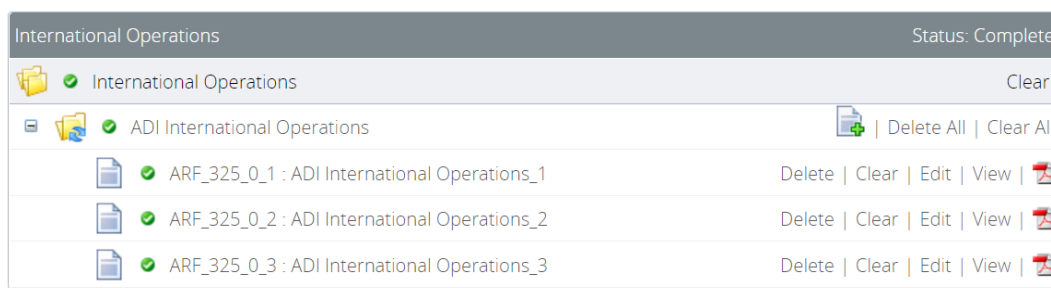 International Operations Status: Complete
International Operations Clear
ADI International Operations | Delete All | Clear Al
ARF_325_0_1 : ADI International Operations_1 Delete | Clear | Edit | View |
ARF_325_0_2 : ADI International Operations_2 Delete | Clear | Edit | View |
ARF_325_0_3 : ADI International Operations_3 Delete | Clear | Edit | View |